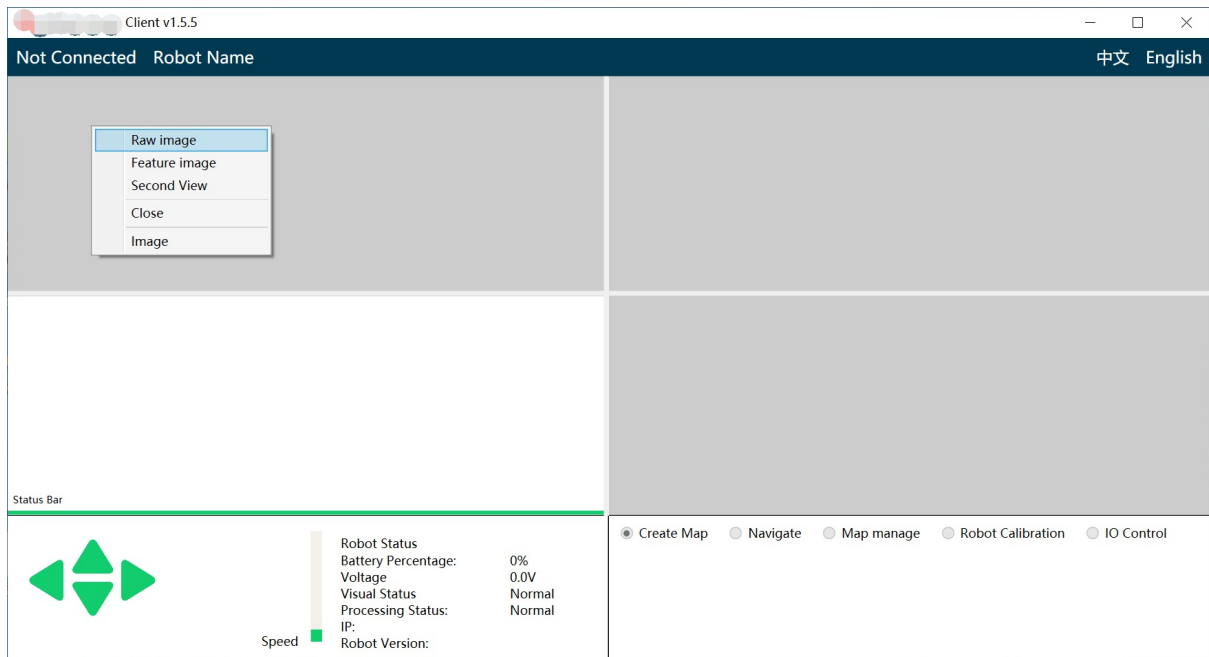 Client v1.5.5
Not Connected Robot Name 中文 English
Raw image
Feature image
Second View
Close
Image
Status Bar
Robot Status
Battery Percentage: 0%
Voltage 0.0V
Visual Status Normal
Processing Status: Normal
IP:
Robot Version:
Speed
Create Map Navigate Map manage Robot Calibration IO Control